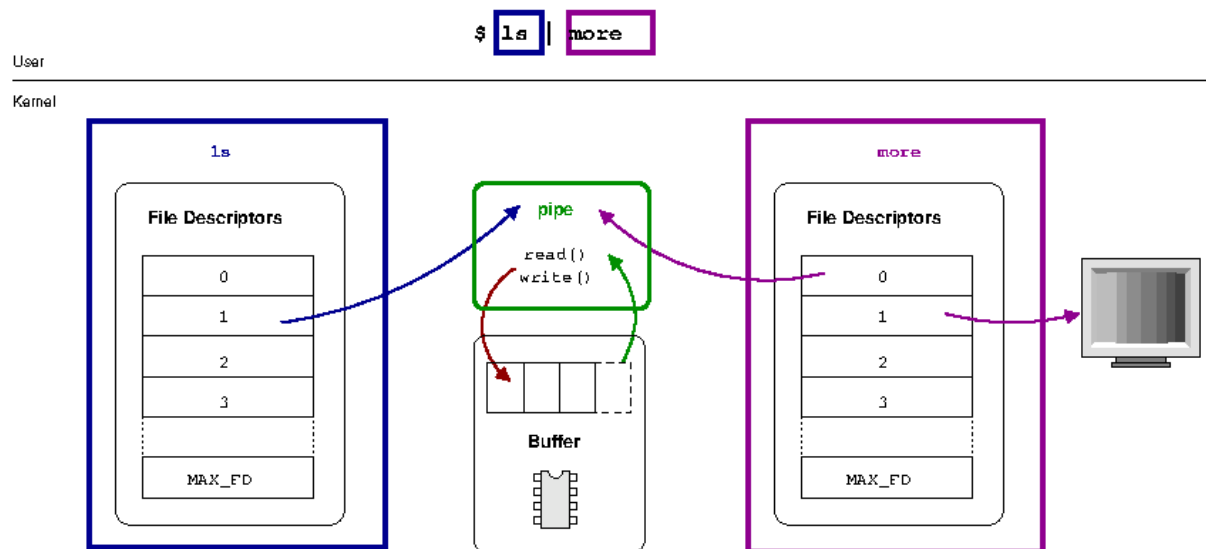 $ ls | more
User
Kernel
ls
File Descriptors
0
1
2
3
MAX_FD
pipe
read()
write()
Buffer
more
File Descriptors
0
1
2
3
MAX_FD